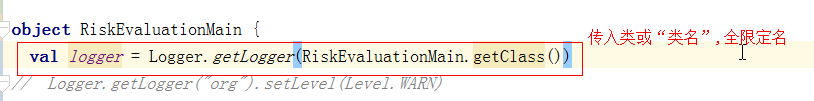 object RiskEvaluationMain {
val logger = Logger.getLogger(RiskEvaluationMain.getClass())
传入类或“类名”,全限定名
// Logger.getLogger("org").setLevel(Level.WARN)